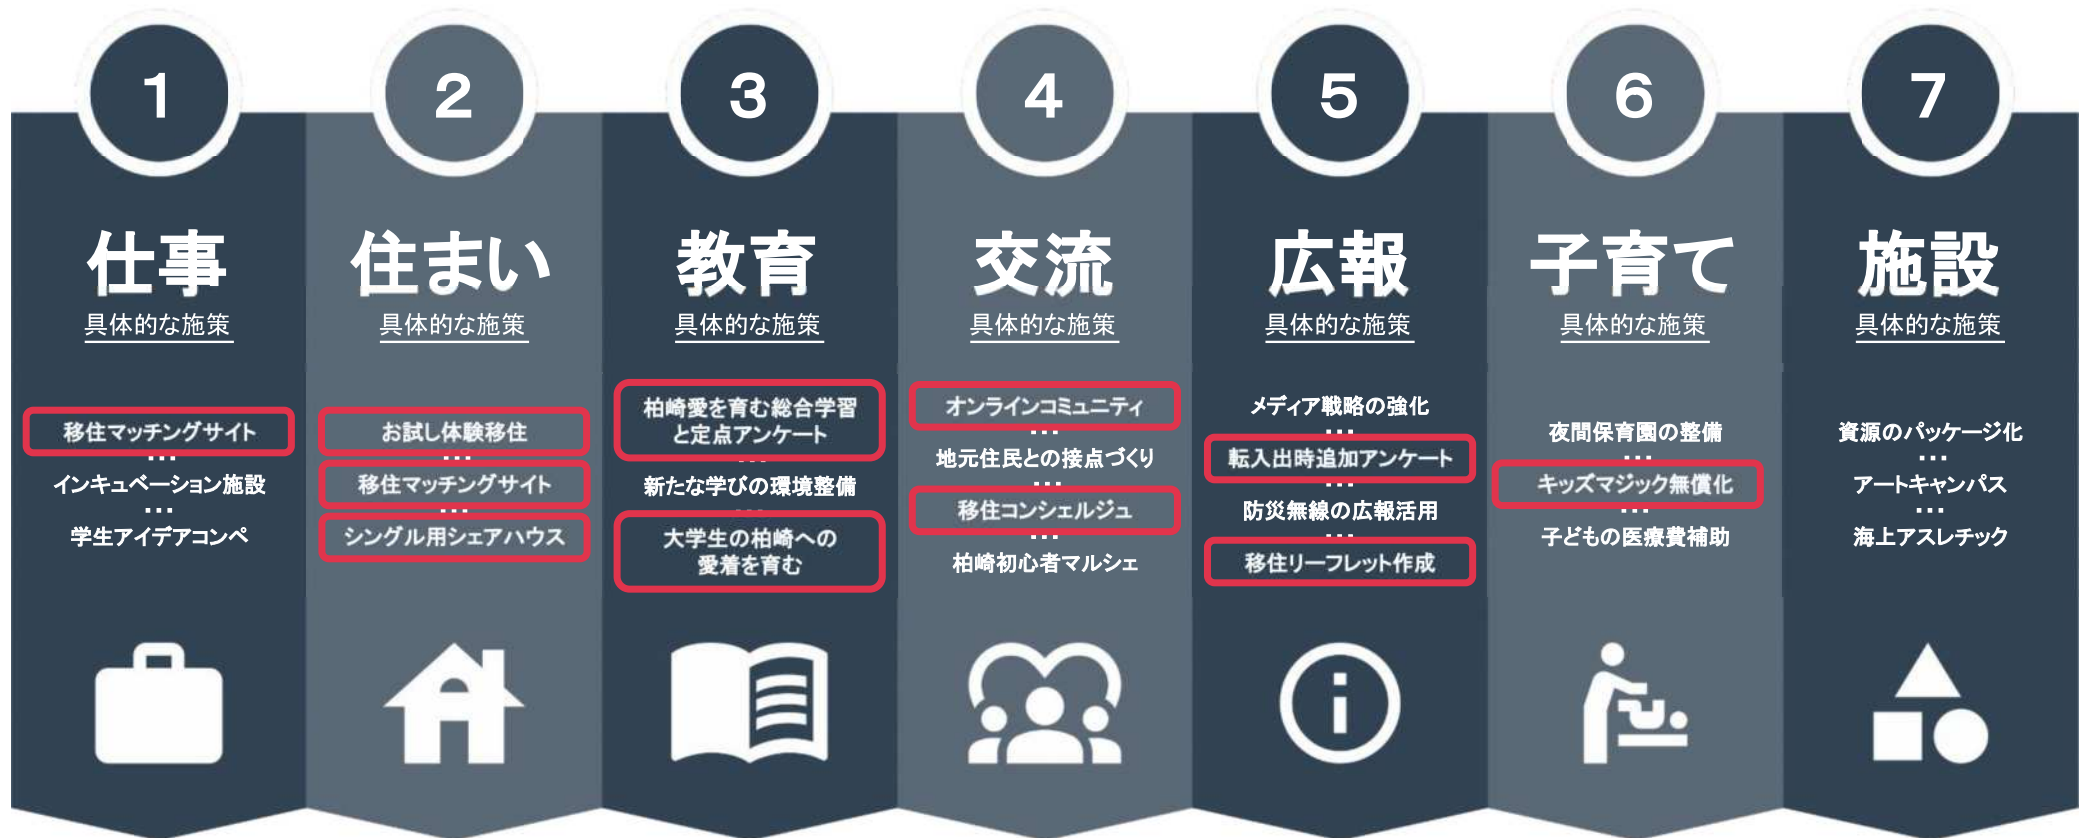 1
仕事
具体的な施策
移住マッチングサイト
...
インキュベーション施設
...
学生アイデアコンペ
2
住まい
具体的な施策
お試し体験移住
...
移住マッチングサイト
...
シングル用シェアハウス
3
教育
具体的な施策
柏崎愛を育む総合学習
と定点アンケート
...
新たな学びの環境整備
...
大学生の柏崎への
愛着を育む
4
交流
具体的な施策
オンラインコミュニティ
...
地元住民との接点づくり
...
移住コンシェルジュ
...
柏崎初心者マルシェ
5
広報
具体的な施策
メディア戦略の強化
...
転入出時追加アンケート
...
防災無線の広報活用
...
移住リーフレット作成
6
子育て
具体的な施策
夜間保育園の整備
...
キッズマジック無償化
...
子どもの医療費補助
7
施設
具体的な施策
資源のパッケージ化
...
アートキャンパス
...
海上アスレチック